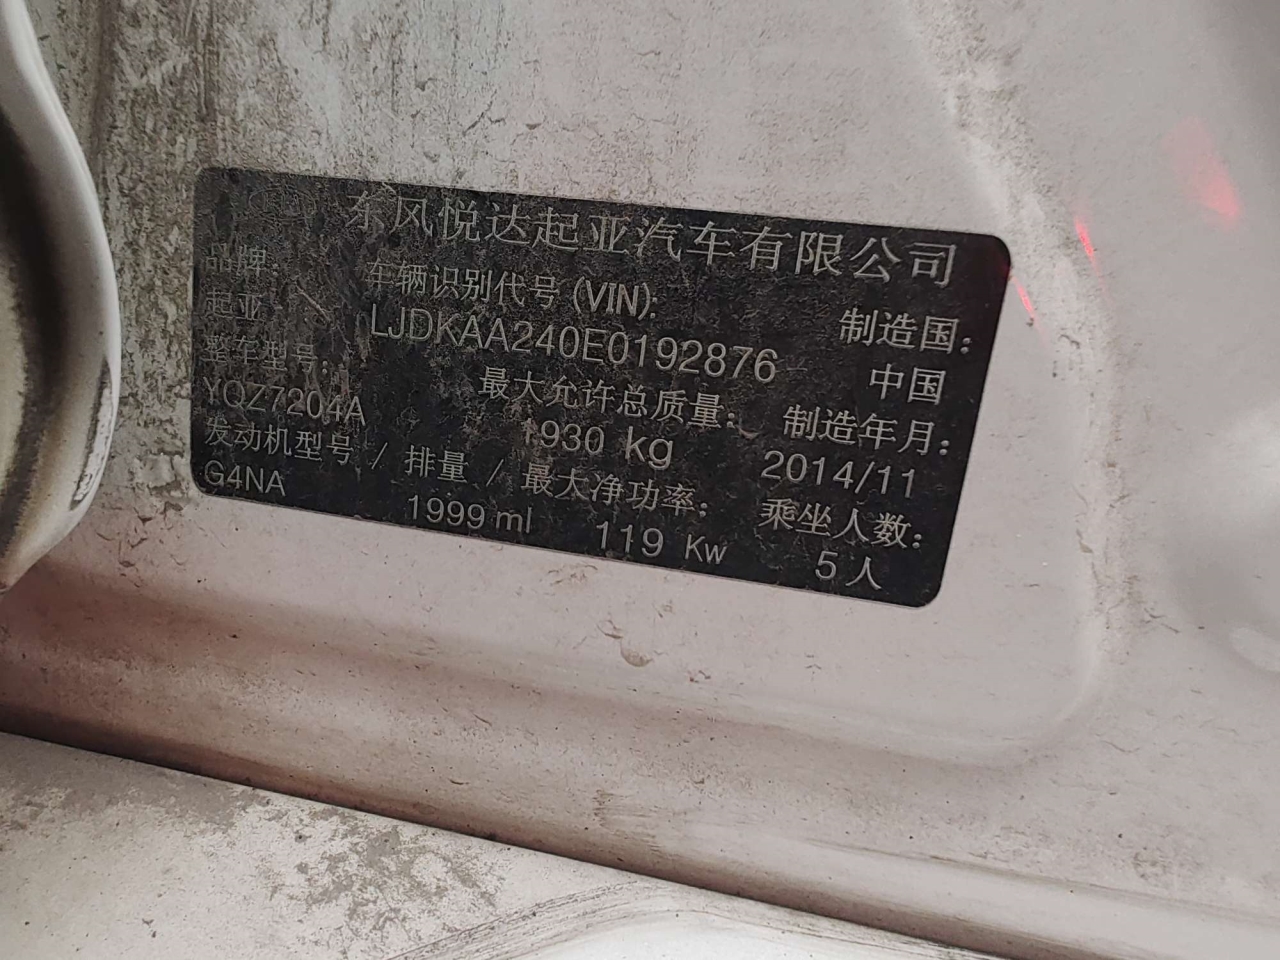 东风悦达起亚汽车有限公司
品牌: 车辆识别代号 (VIN): 制造国:
起亚 LJDKAA240E0192876 中国
整车型号: 最大允许总质量: 制造年月:
YQZ7204A 1930 kg 2014/11
发动机型号 / 排量 / 最大净功率: 乘坐人数:
G4NA 1999 ml 119 Kw 5 人